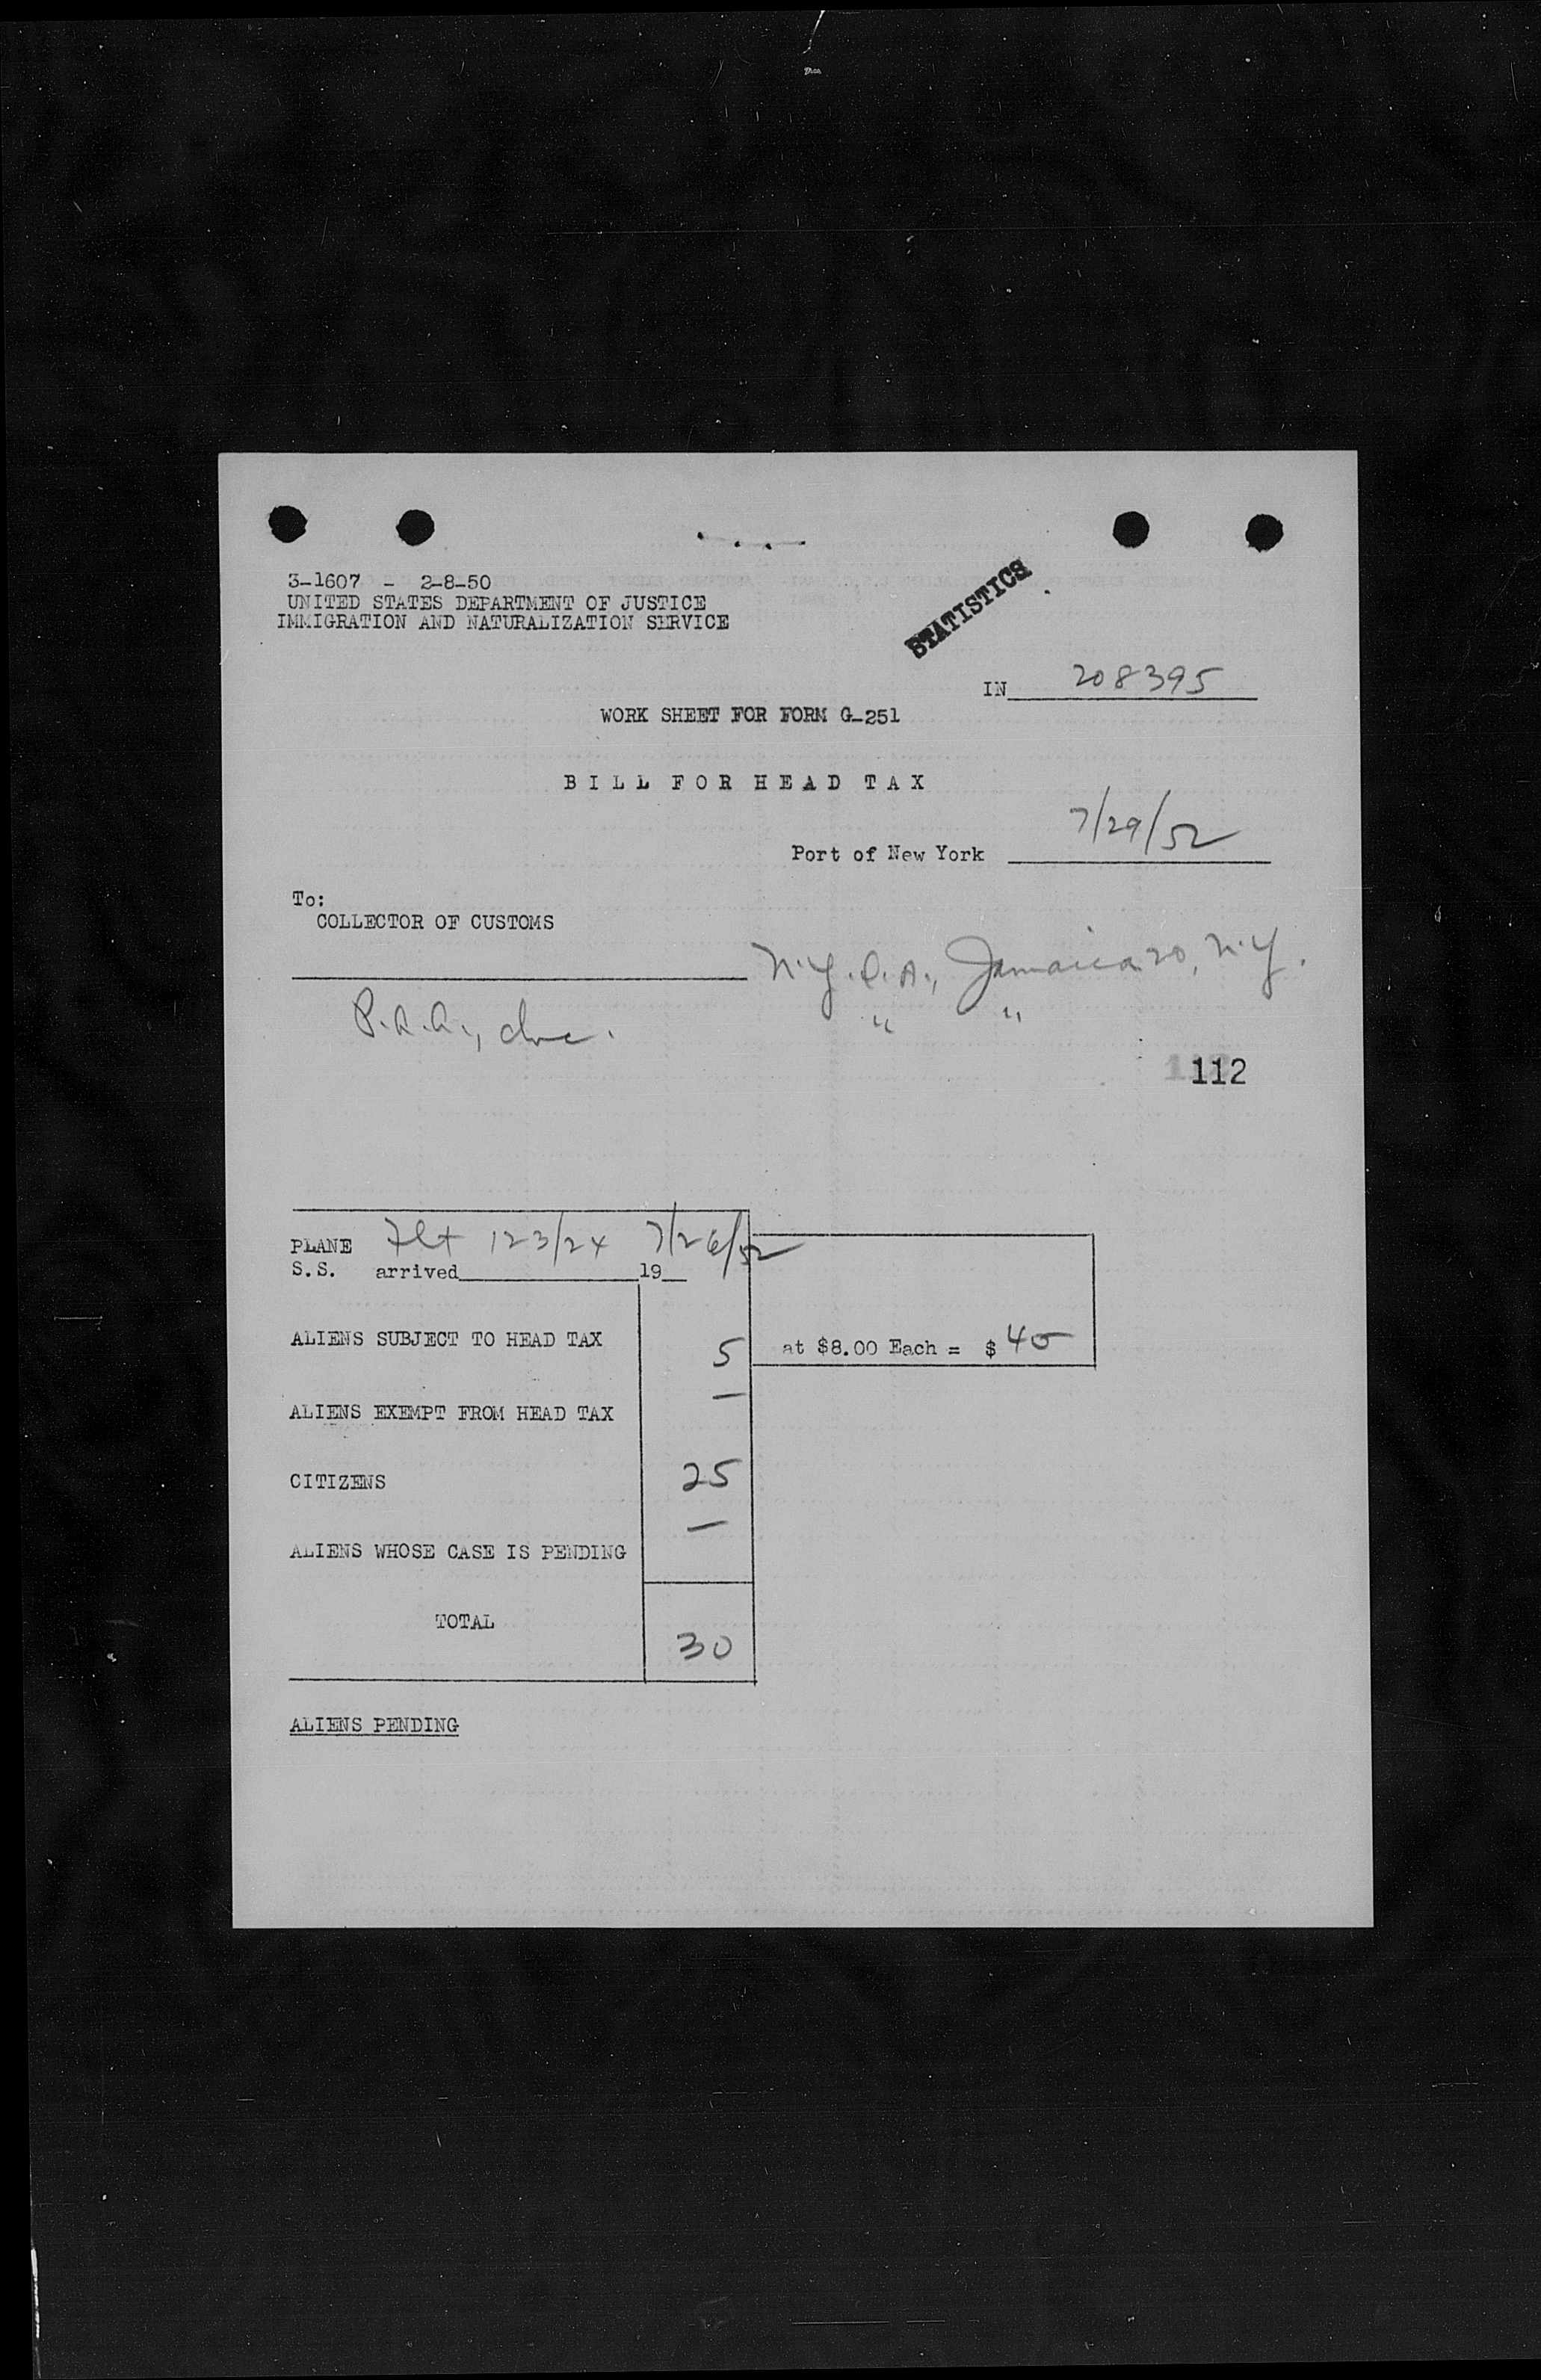 3-1607 - 2-8-50
UNITED STATES DEPARTMENT OF JUSTICE
IMMIGRATION AND NATURALIZATION SERVICE
STATISTICS
IN 208395
WORK SHEET FOR FORM G-251
BILL FOR HEAD TAX
Port of New York 7/29/52
To:
COLLECTOR OF CUSTOMS
N.Y.I.A., Jamaica 20, N.Y.
P.A.A., Inc. " "
112
PLANE Flt 123/24 7/26/52
S.S. arrived 19
ALIENS SUBJECT TO HEAD TAX 5 at $8.00 Each = $ 40
ALIENS EXEMPT FROM HEAD TAX —
CITIZENS 25
ALIENS WHOSE CASE IS PENDING —
TOTAL 30
ALIENS PENDING